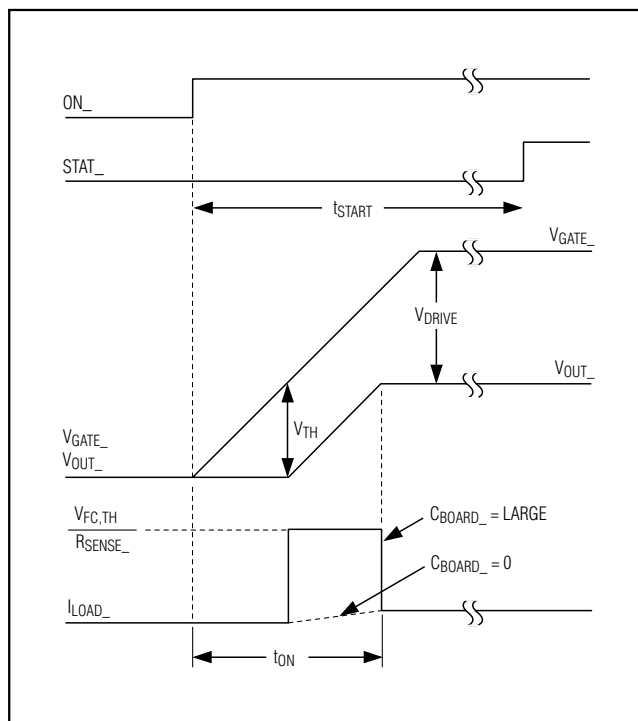 ON_
STAT_
tSTART
VGATE_
VDRIVE
VOUT_
VTH
VGATE_
VOUT_
VFC,TH
RSENSE_
CBOARD_ = LARGE
CBOARD_ = 0
ILOAD_
tON